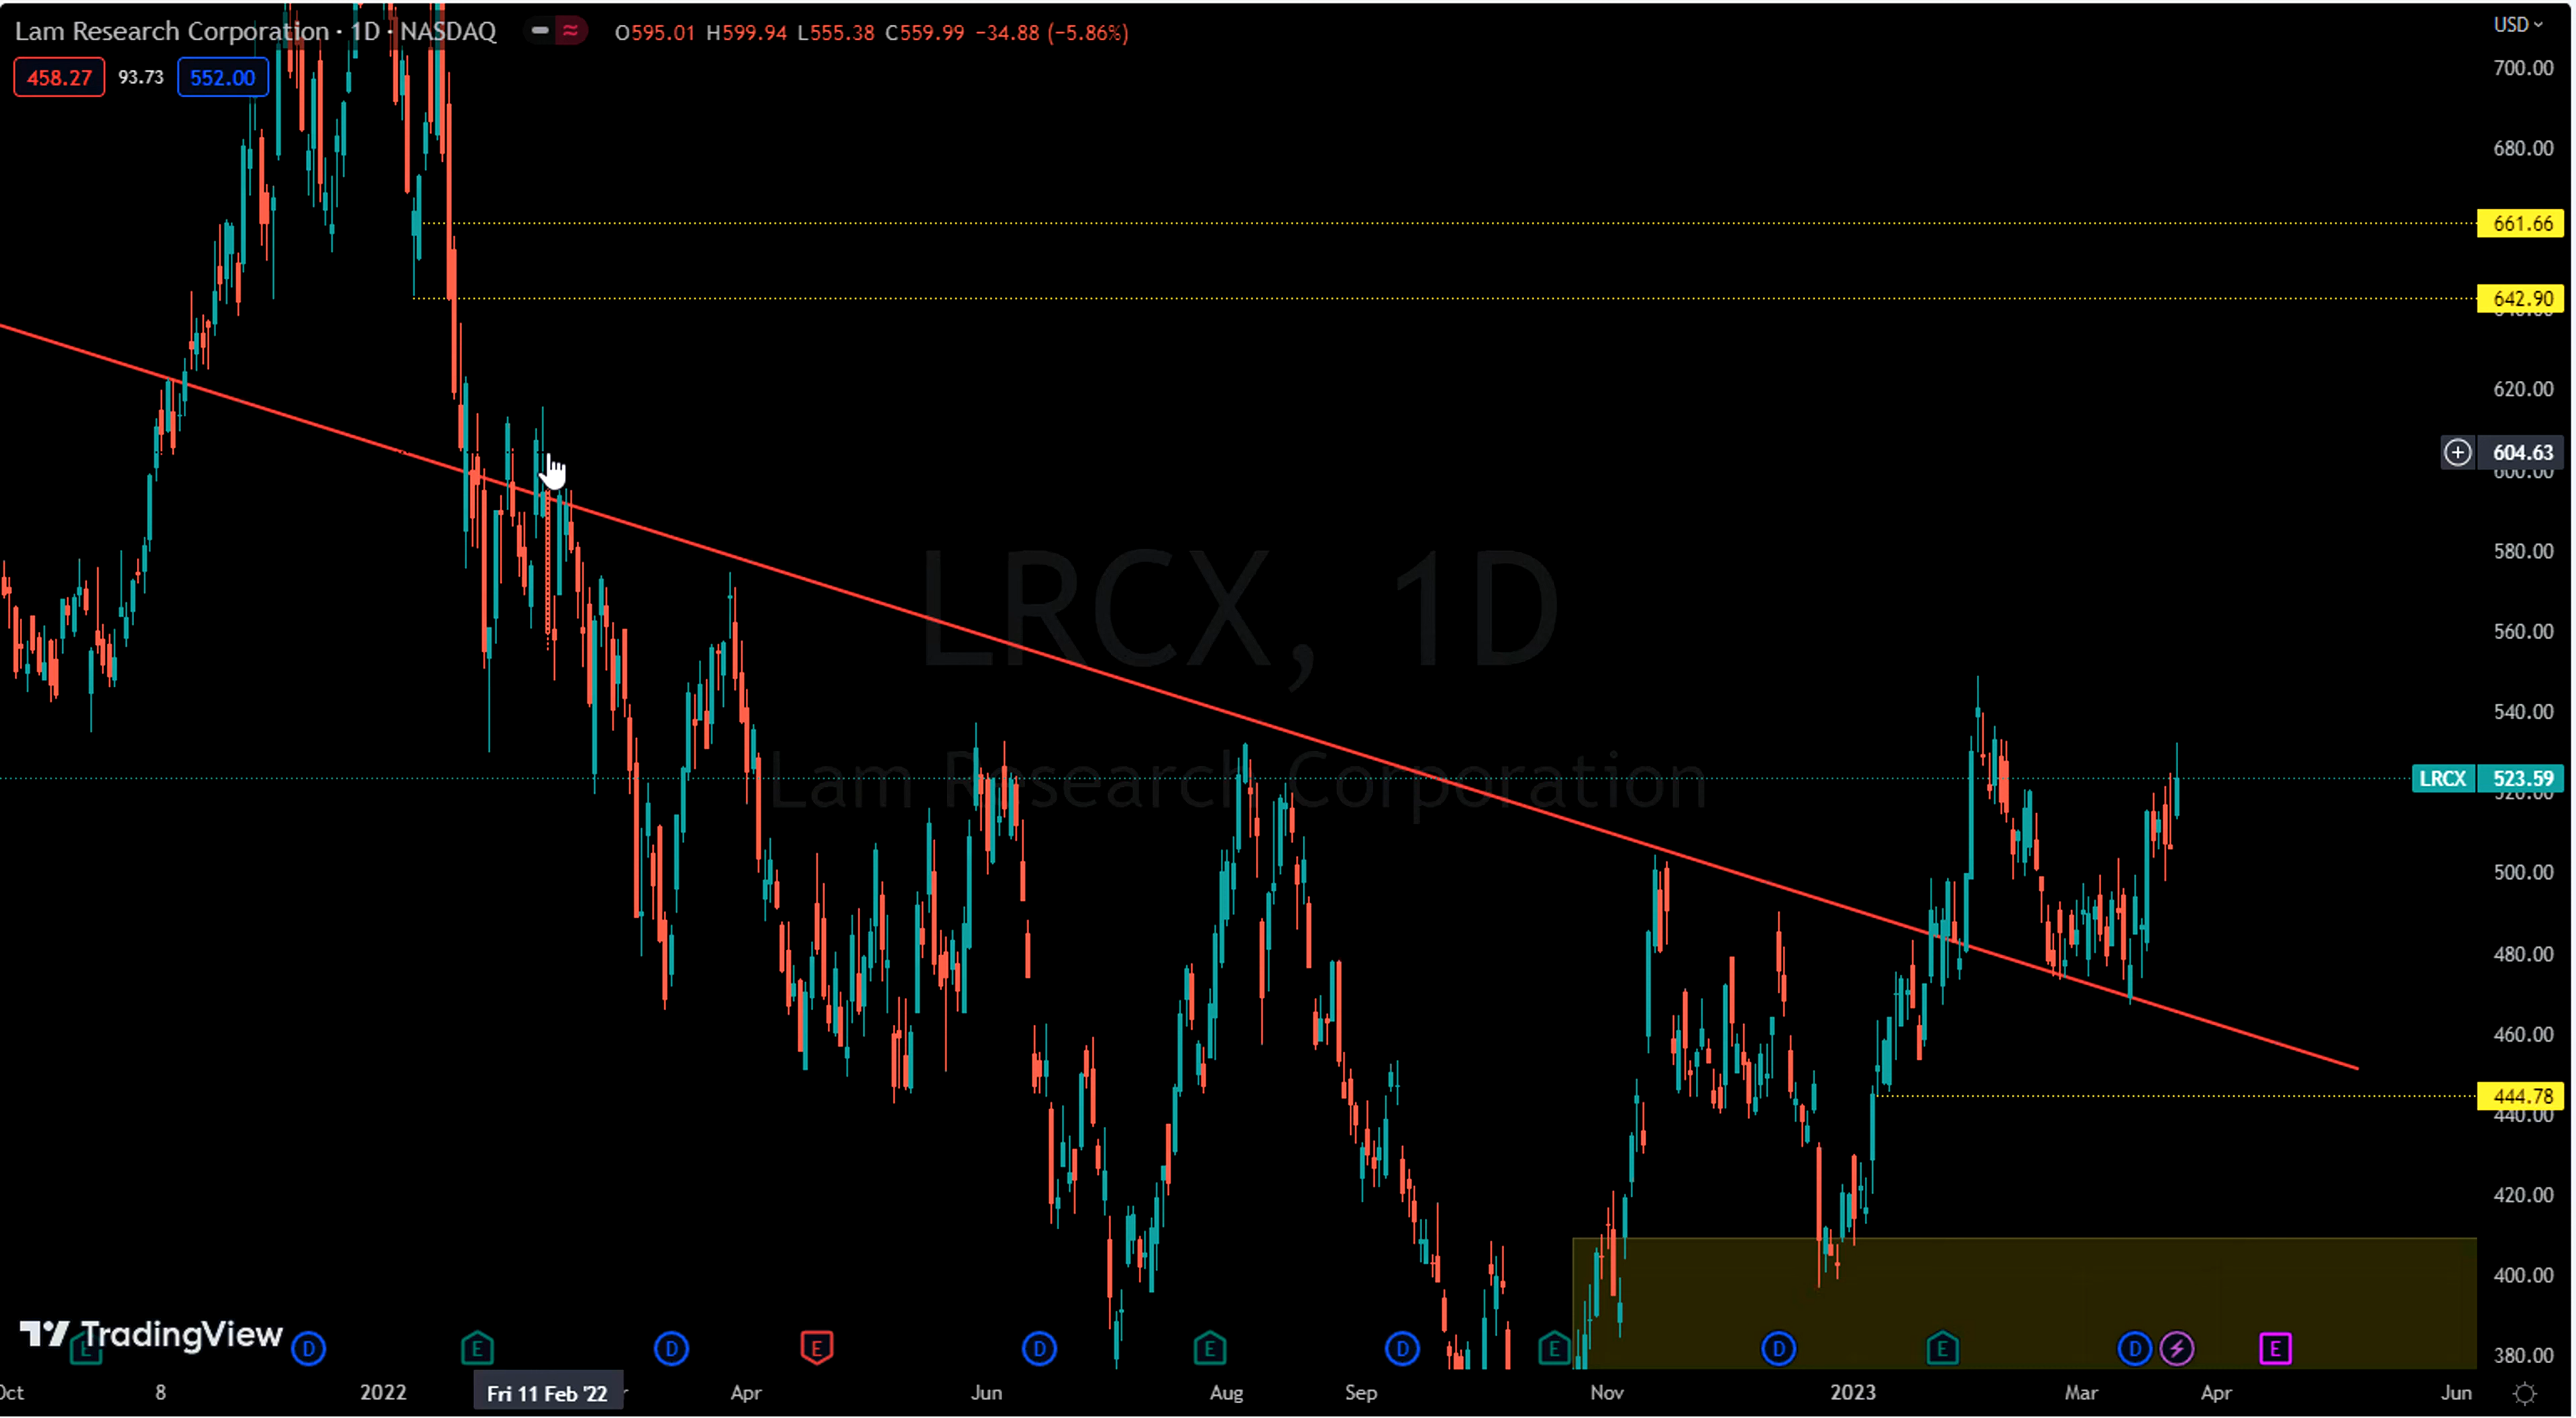 Lam Research Corporation · 1D · NASDAQ O595.01 H599.94 L555.38 C559.99 −34.88 (−5.86%)
458.27 93.73 552.00
USD
700.00
680.00
661.66
642.90
620.00
604.63
580.00
560.00
540.00
LRCX 523.59
520.00
500.00
480.00
460.00
444.78
440.00
420.00
400.00
380.00
LRCX, 1D
Lam Research Corporation
TradingView
E D E D E D E D E D E D E
Oct 8 2022 Fri 11 Feb '22 Apr Jun Aug Sep Nov 2023 Mar Apr Jun